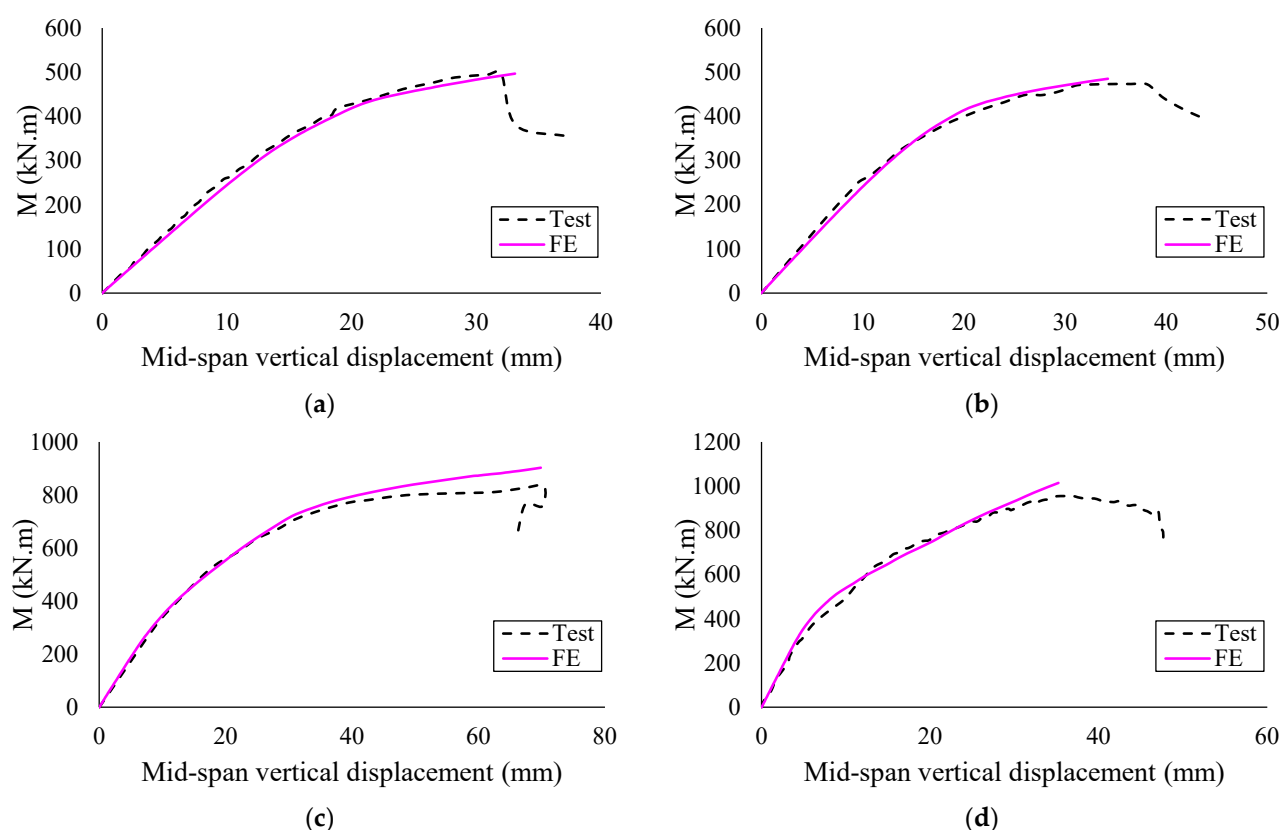 600
500
400
300
200
100
0
M (kN.m)
Test
FE
0 10 20 30 40
Mid-span vertical displacement (mm)
(a)
600
500
400
300
200
100
0
M (kN.m)
Test
FE
0 10 20 30 40 50
Mid-span vertical displacement (mm)
(b)
1000
800
600
400
200
0
M (kN.m)
Test
FE
0 20 40 60 80
Mid-span vertical displacement (mm)
(c)
1200
1000
800
600
400
200
0
M (kN.m)
Test
FE
0 20 40 60
Mid-span vertical displacement (mm)
(d)